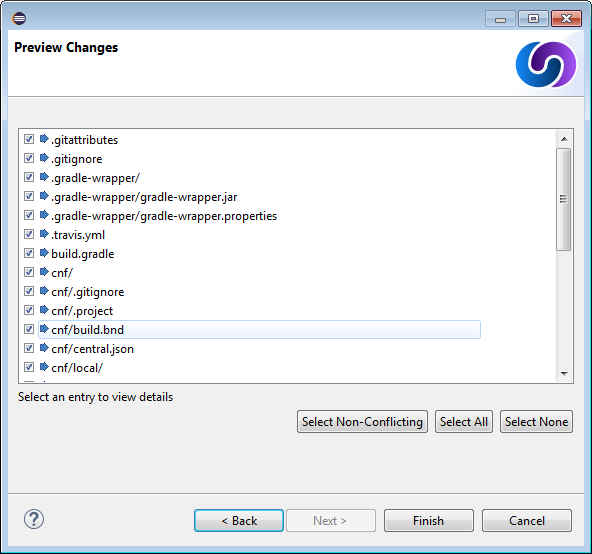 Preview Changes
.gitattributes
.gitignore
.gradle-wrapper/
.gradle-wrapper/gradle-wrapper.jar
.gradle-wrapper/gradle-wrapper.properties
.travis.yml
build.gradle
cnf/
cnf/.gitignore
cnf/.project
cnf/build.bnd
cnf/central.json
cnf/local/
Select an entry to view details
Select Non-Conflicting Select All Select None
? < Back Next > Finish Cancel